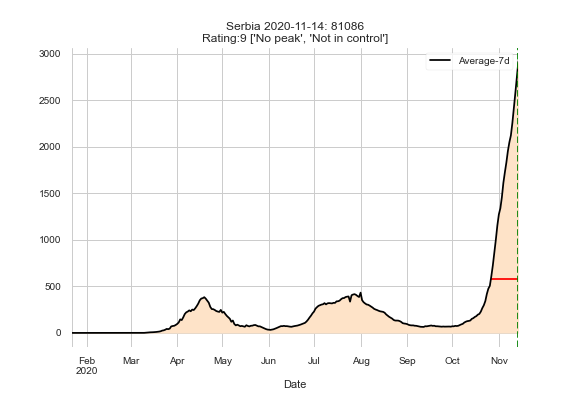 Serbia 2020-11-14: 81086
Rating:9 ['No peak', 'Not in control']
Average-7d
3000
2500
2000
1500
1000
500
0
Feb Mar Apr May Jun Jul Aug Sep Oct Nov
2020
Date